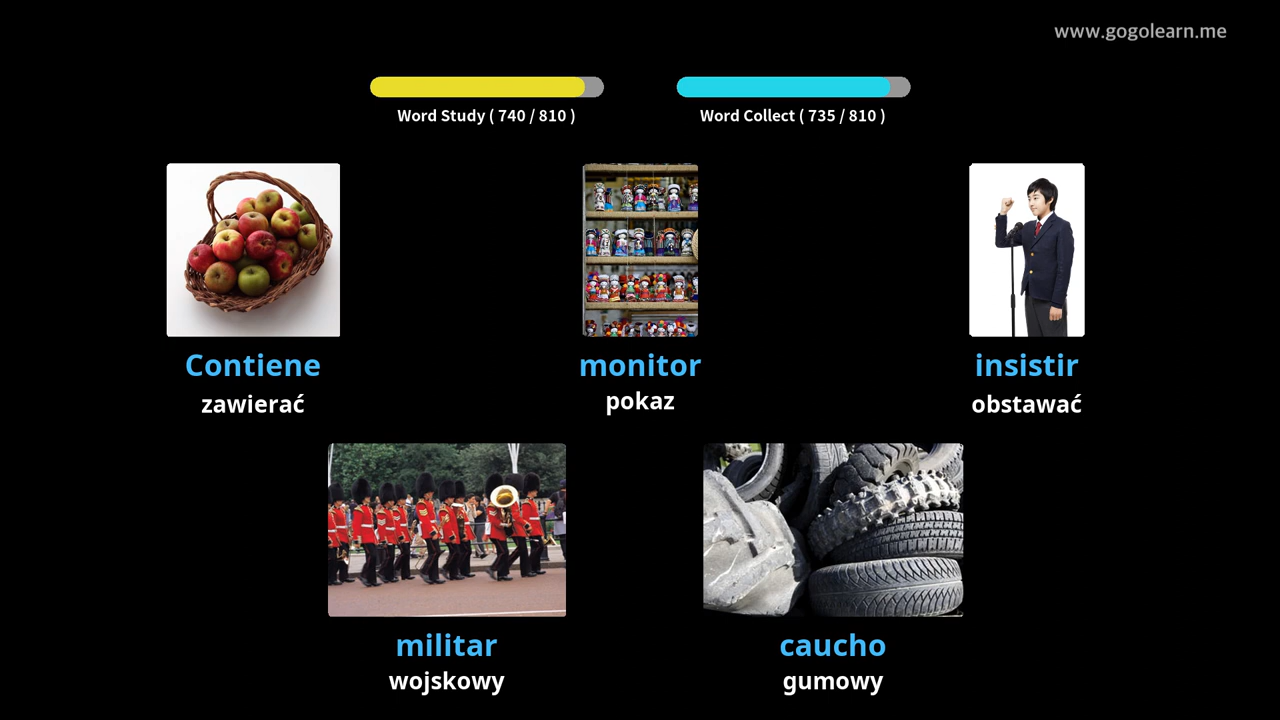 www.gogolearn.me
Word Study ( 740 / 810 )
Word Collect ( 735 / 810 )
Contiene
zawierać
monitor
pokaz
insistir
obstawać
militar
wojskowy
caucho
gumowy